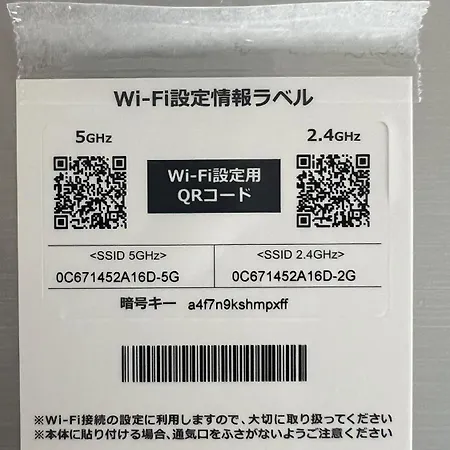 Wi-Fi設定情報ラベル
5GHz
2.4GHz
Wi-Fi設定用
QRコード
<SSID 5GHz>
<SSID 2.4GHz>
0C671452A16D-5G
0C671452A16D-2G
暗号キー a4f7n9kshmpxff
※Wi-Fi接続の設定に利用しますので、大切に取り扱ってください
※本体に貼り付ける場合、通気口をふさがないようご注意ください